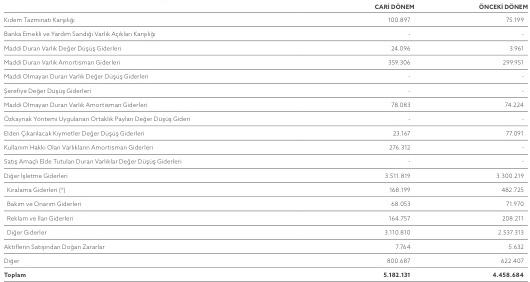 CARİ DÖNEM ÖNCEKİ DÖNEM
Kıdem Tazminatı Karşılığı 100.897 75.199
Banka Emekli ve Yardım Sandığı Varlık Açıkları Karşılığı - -
Maddi Duran Varlık Değer Düşüş Giderleri 24.096 3.961
Maddi Duran Varlık Amortisman Giderleri 359.306 299.951
Maddi Olmayan Duran Varlık Değer Düşüş Giderleri - -
Şerefiye Değer Düşüş Giderleri - -
Maddi Olmayan Duran Varlık Amortisman Giderleri 78.083 74.224
Özkaynak Yöntemi Uygulanan Ortaklık Payları Değer Düşüş Gideri - -
Elden Çıkarılacak Kıymetler Değer Düşüş Giderleri 23.167 77.091
Kullanım Hakkı Olan Varlıkların Amortisman Giderleri 276.312 -
Satış Amaçlı Elde Tutulan Duran Varlıklar Değer Düşüş Giderleri - -
Diğer İşletme Giderleri 3.511.819 3.300.219
Kiralama Giderleri (*) 168.199 482.725
Bakım ve Onarım Giderleri 68.053 71.970
Reklam ve İlan Giderleri 164.757 208.211
Diğer Giderler 3.110.810 2.537.313
Aktiflerin Satışından Doğan Zararlar 7.764 5.632
Diğer 800.687 622.407
Toplam 5.182.131 4.458.684